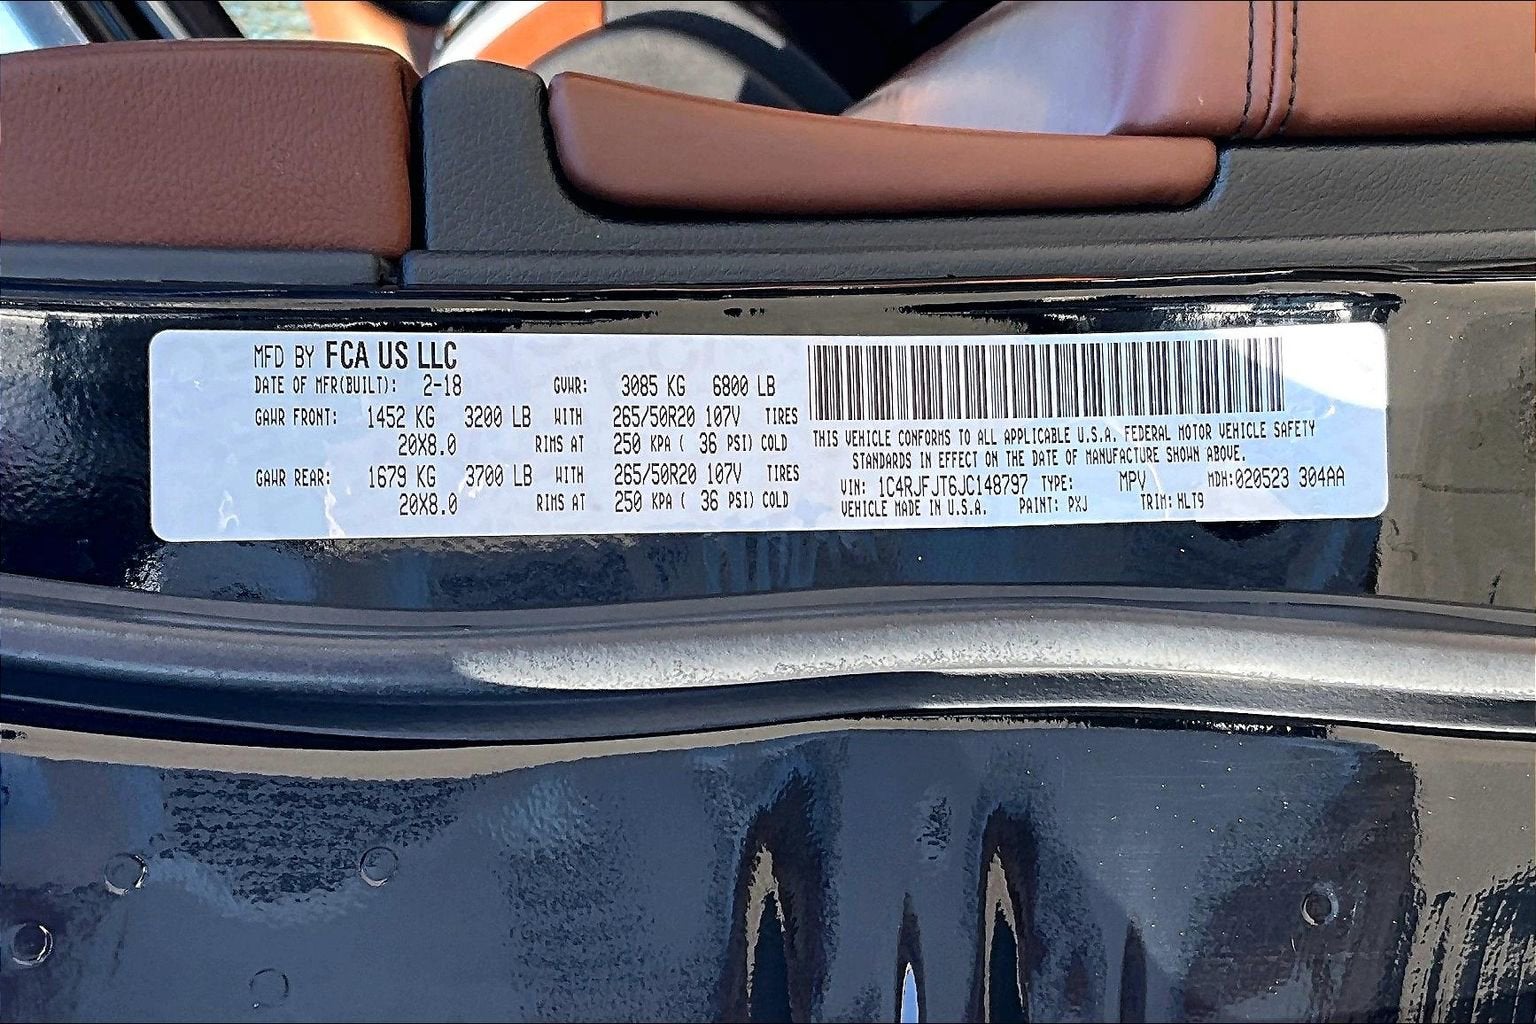 MFD BY FCA US LLC
DATE OF MFR(BUILT): 2-18 GVWR: 3085 KG 6800 LB
GAWR FRONT: 1452 KG 3200 LB WITH 265/50R20 107V TIRES
20X8.0 RIMS AT 250 KPA ( 36 PSI) COLD
GAWR REAR: 1679 KG 3700 LB WITH 265/50R20 107V TIRES
20X8.0 RIMS AT 250 KPA ( 36 PSI) COLD
THIS VEHICLE CONFORMS TO ALL APPLICABLE U.S.A. FEDERAL MOTOR VEHICLE SAFETY
STANDARDS IN EFFECT ON THE DATE OF MANUFACTURE SHOWN ABOVE.
VIN: 1C4RJFJT6JC148797 TYPE: MPV MDH:020523 304AA
VEHICLE MADE IN U.S.A. PAINT: PXJ TRIM: HLT9